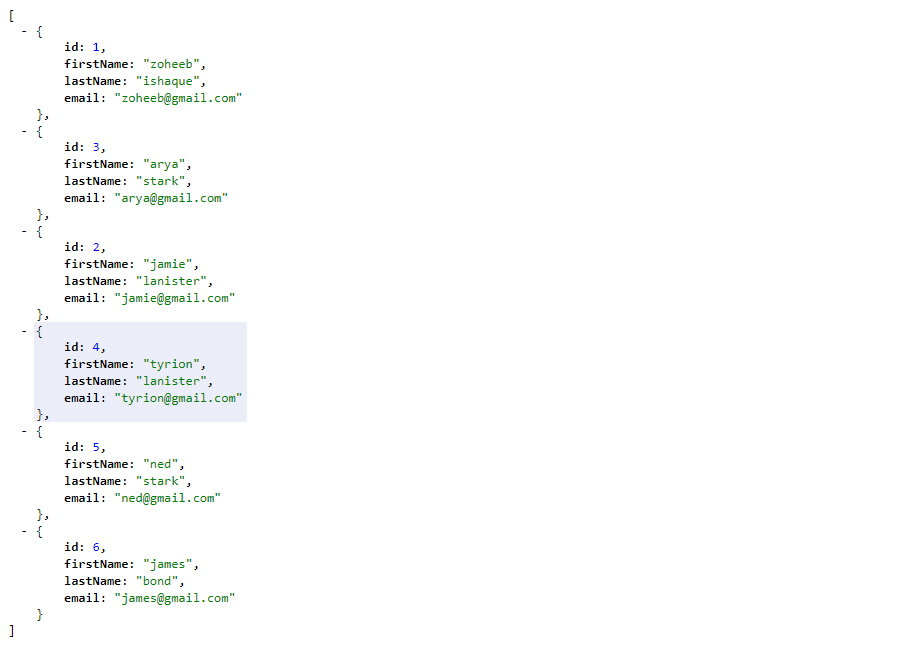 [
- {
id: 1,
firstName: "zoheeb",
lastName: "ishaque",
email: "zoheeb@gmail.com"
},
- {
id: 3,
firstName: "arya",
lastName: "stark",
email: "arya@gmail.com"
},
- {
id: 2,
firstName: "jamie",
lastName: "lanister",
email: "jamie@gmail.com"
},
- {
id: 4,
firstName: "tyrion",
lastName: "lanister",
email: "tyrion@gmail.com"
},
- {
id: 5,
firstName: "ned",
lastName: "stark",
email: "ned@gmail.com"
},
- {
id: 6,
firstName: "james",
lastName: "bond",
email: "james@gmail.com"
}
]